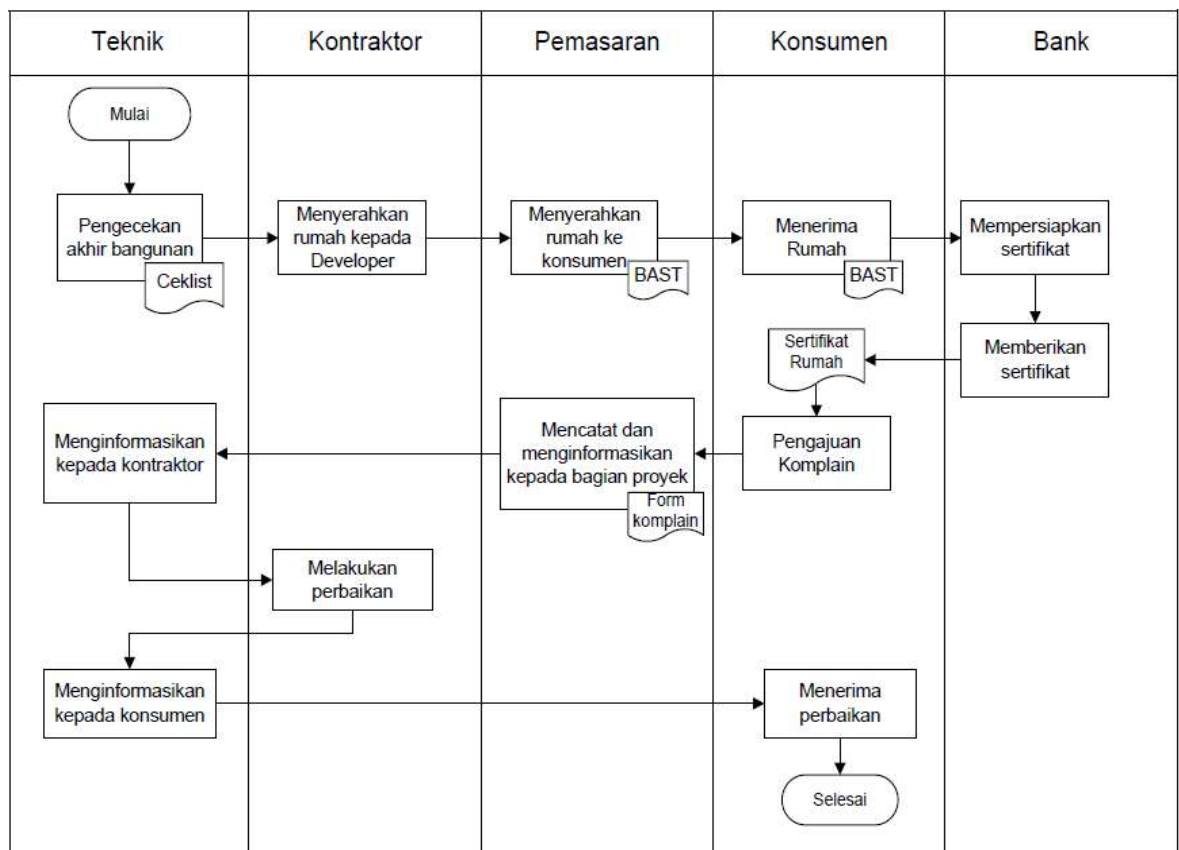 Teknik
Kontraktor
Pemasaran
Konsumen
Bank
Mulai
Pengecekan
akhir bangunan
Ceklist
Menyerahkan
rumah kepada
Developer
Menyerahkan
rumah ke
konsumen
BAST
Menerima
Rumah
BAST
Mempersiapkan
sertifikat
Memberikan
sertifikat
Sertifikat
Rumah
Pengajuan
Komplain
Mencatat dan
menginformasikan
kepada bagian proyek
Form
komplain
Menginformasikan
kepada kontraktor
Melakukan
perbaikan
Menginformasikan
kepada konsumen
Menerima
perbaikan
Selesai